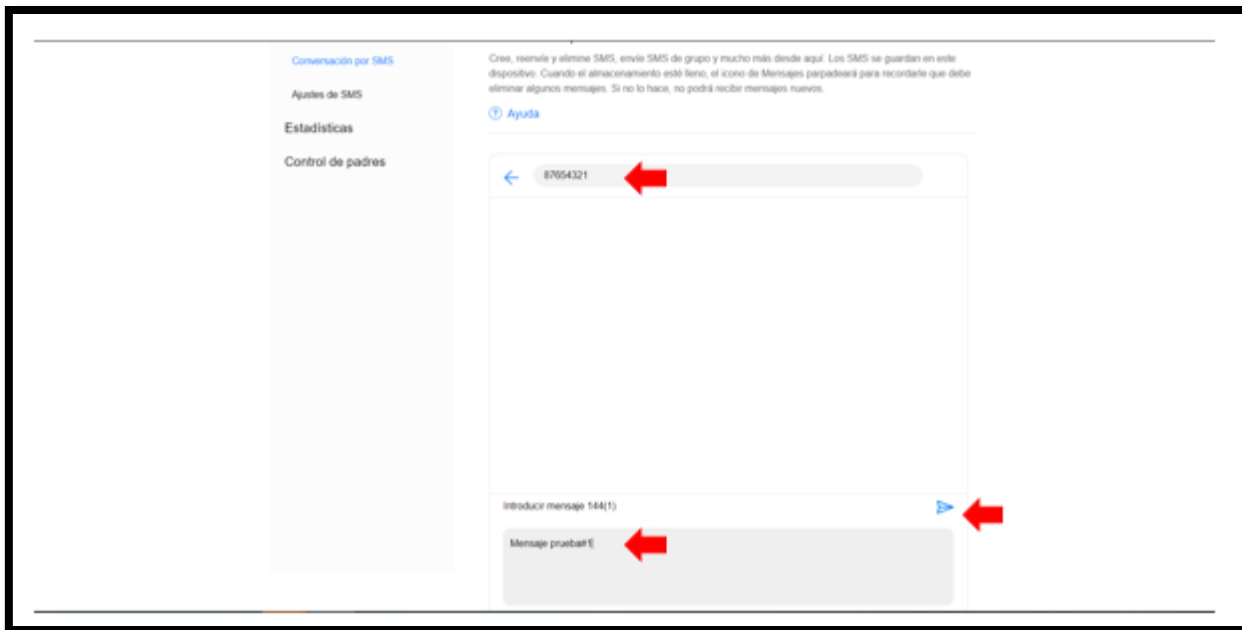 Conversación por SMS
Ajustes de SMS
Estadísticas
Control de padres
Cree, reenvíe y elimine SMS, envíe SMS de grupo y mucho más desde aquí. Los SMS se guardan en este
dispositivo. Cuando el almacenamiento esté lleno, el icono de Mensajes parpadeará para recordarle que debe
eliminar algunos mensajes. Si no lo hace, no podrá recibir mensajes nuevos.
Ayuda
87654321
Introducir mensaje 144(1)
Mensaje prueba#1